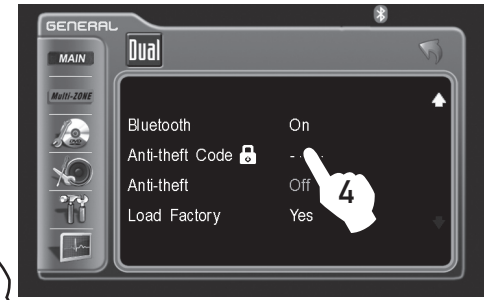 GENERAL
MAIN
Dual
Multi-ZONE
Bluetooth On
Anti-theft Code - - - -
Anti-theft Off
Load Factory Yes
4